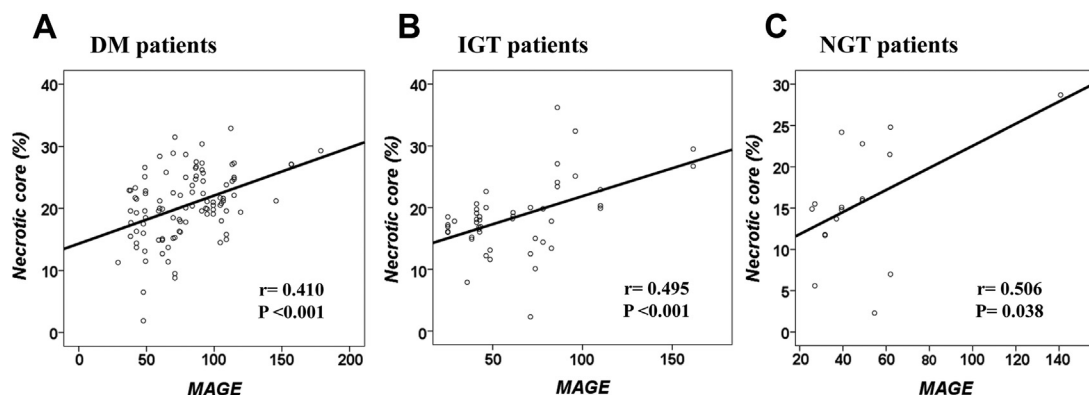 A
DM patients
Necrotic core (%)
40
30
20
10
0
r= 0.410
P <0.001
0 50 100 150 200
MAGE
B
IGT patients
Necrotic core (%)
40
30
20
10
0
r= 0.495
P <0.001
50 100 150
MAGE
C
NGT patients
Necrotic core (%)
30
25
20
15
10
5
0
r= 0.506
P= 0.038
20 40 60 80 100 120 140
MAGE